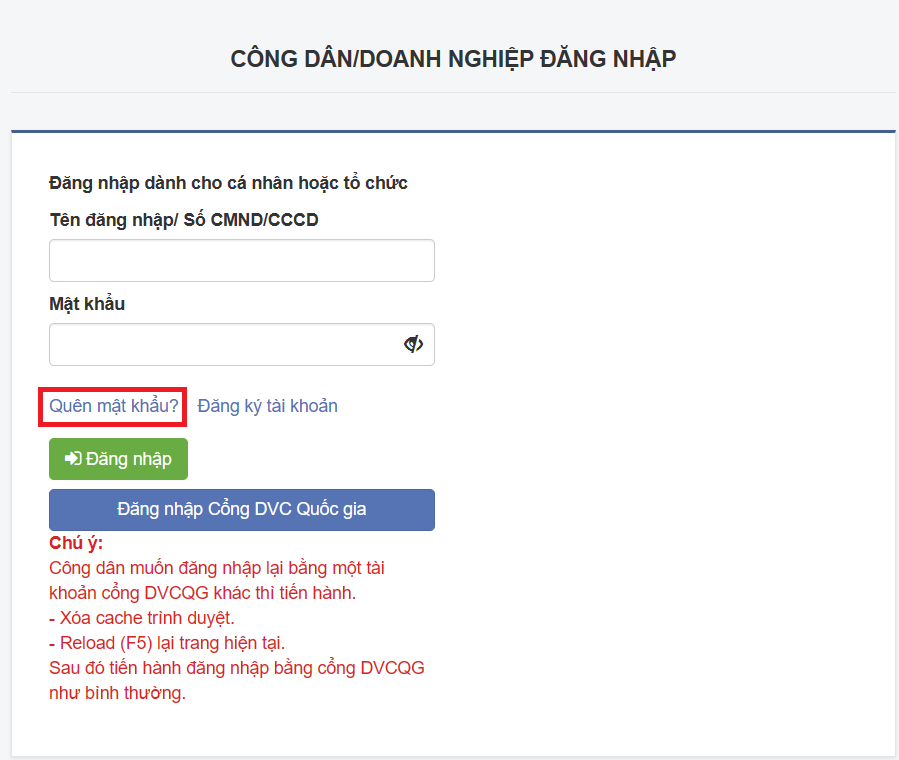 CÔNG DÂN/DOANH NGHIỆP ĐĂNG NHẬP
Đăng nhập dành cho cá nhân hoặc tổ chức
Tên đăng nhập/ Số CMND/CCCD
Mật khẩu
Quên mật khẩu? Đăng ký tài khoản
Đăng nhập
Đăng nhập Cổng DVC Quốc gia
Chú ý:
Công dân muốn đăng nhập lại bằng một tài
khoản cổng DVCQG khác thì tiến hành.
- Xóa cache trình duyệt.
- Reload (F5) lại trang hiện tại.
Sau đó tiến hành đăng nhập bằng cổng DVCQG
như bình thường.